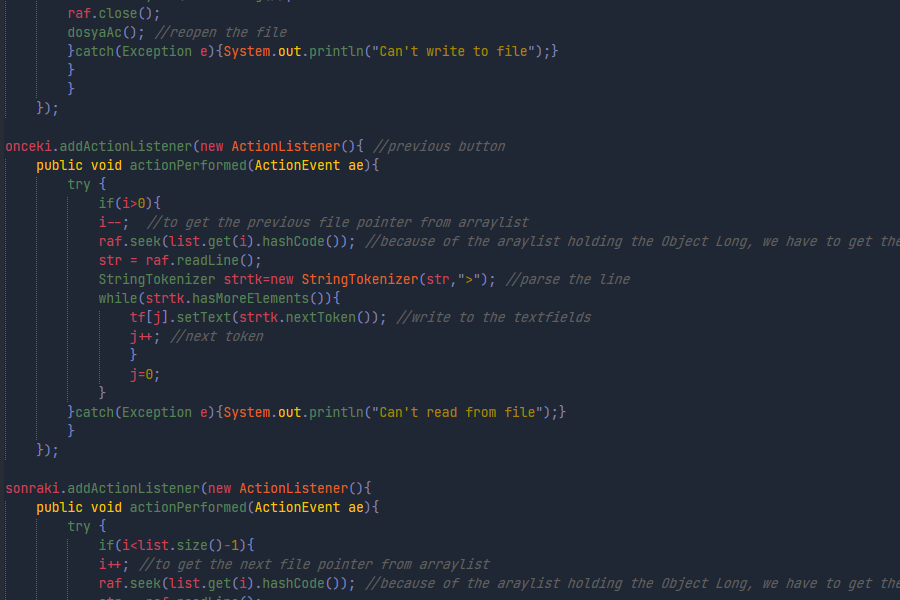 raf.close();
dosyaAc(); //reopen the file
}catch(Exception e){System.out.println("Can't write to file");}
}
}
});
onceki.addActionListener(new ActionListener(){ //previous button
public void actionPerformed(ActionEvent ae){
try {
if(i>0){
i--; //to get the previous file pointer from arraylist
raf.seek(list.get(i).hashCode()); //because of the araylist holding the Object Long, we have to get the
str = raf.readLine();
StringTokenizer strtk=new StringTokenizer(str,">"); //parse the line
while(strtk.hasMoreElements()){
tf[j].setText(strtk.nextToken()); //write to the textfields
j++; //next token
}
j=0;
}
}catch(Exception e){System.out.println("Can't read from file");}
}
});
sonraki.addActionListener(new ActionListener(){
public void actionPerformed(ActionEvent ae){
try {
if(i<list.size()-1){
i++; //to get the next file pointer from arraylist
raf.seek(list.get(i).hashCode()); //because of the araylist holding the Object Long, we have to get the